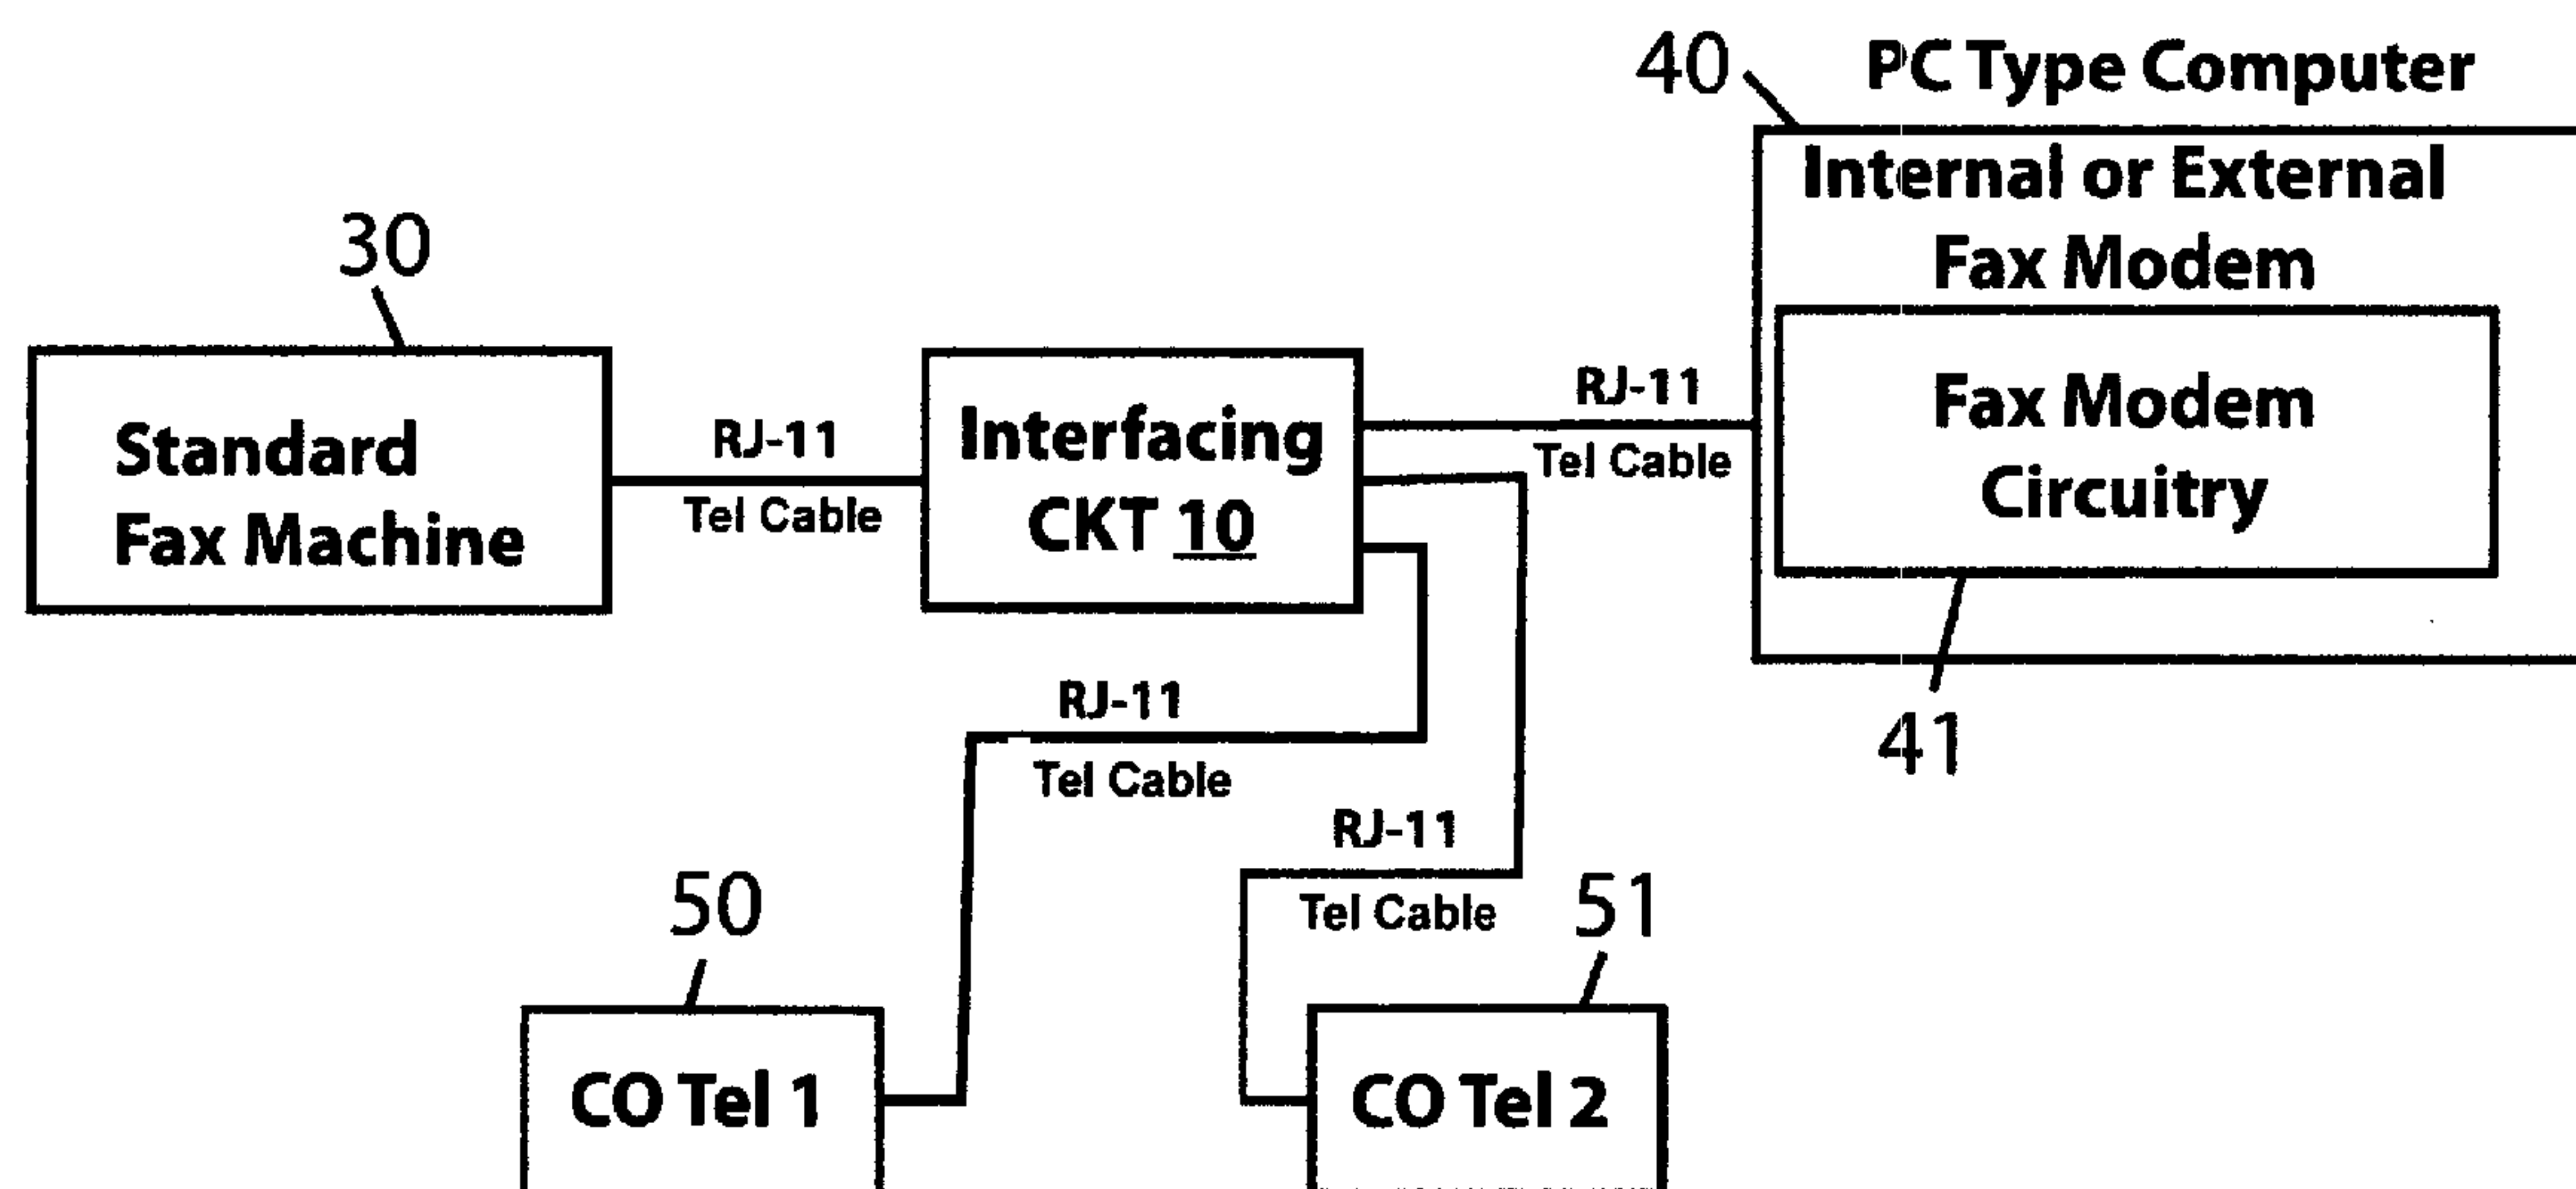 40
PC Type Computer
Internal or External
Fax Modem
30
Standard
Fax Machine
RJ-11
Tel Cable
Interfacing
CKT 10
RJ-11
Tel Cable
Fax Modem
Circuitry
41
RJ-11
Tel Cable
RJ-11
Tel Cable
50
CO Tel 1
51
CO Tel 2